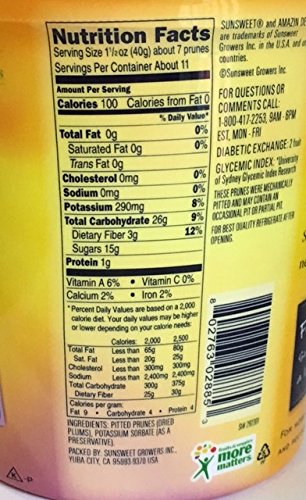 Nutrition Facts
Serving Size 1½ oz (40g) about 7 prunes
Servings Per Container About 11
Amount Per Serving
Calories 100 Calories from Fat 0
% Daily Value*
Total Fat 0g 0%
Saturated Fat 0g 0%
Trans Fat 0g
Cholesterol 0mg 0%
Sodium 0mg 0%
Potassium 290mg 8%
Total Carbohydrate 26g 9%
Dietary Fiber 3g 12%
Sugars 15g
Protein 1g
Vitamin A 6% • Vitamin C 0%
Calcium 2% • Iron 2%
*Percent Daily Values are based on a 2,000
calorie diet. Your daily values may be higher
or lower depending on your calorie needs:
Calories: 2,000 2,500
Total Fat Less than 65g 80g
Sat. Fat Less than 20g 25g
Cholesterol Less than 300mg 300mg
Sodium Less than 2,400mg 2,400mg
Total Carbohydrate 300g 375g
Dietary Fiber 25g 30g
Calories per gram:
Fat 9 • Carbohydrate 4 • Protein 4
INGREDIENTS: PITTED PRUNES (DRIED
PLUMS), POTASSIUM SORBATE (AS A
PRESERVATIVE).
PACKED BY: SUNSWEET GROWERS INC.,
YUBA CITY, CA 95993-9370 USA
SUNSWEET® and AMAZIN
are trademarks of Sunsweet
Growers Inc. in the U.S.A. and
countries.
©Sunsweet Growers Inc.
FOR QUESTIONS OR
COMMENTS CALL:
1-800-417-2253, 8AM - 6PM
EST, MON - FRI
DIABETIC EXCHANGE: 2 fruit
GLYCEMIC INDEX: *University
of Sydney Glycemic Index Research
THESE PRUNES WERE MECHANICALLY
PITTED AND MAY CONTAIN AN
OCCASIONAL PIT OR PARTIAL PIT.
FOR BEST QUALITY REFRIGERATE AFTER
OPENING.
fruits & veggies
more
matters.
K - P